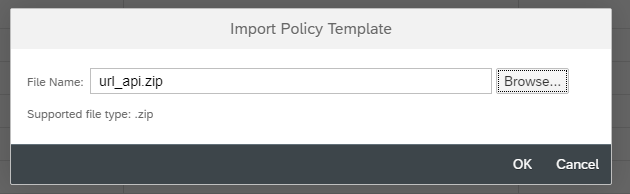 Import Policy Template
File Name: url_api.zip Browse...
Supported file type: .zip
OK Cancel